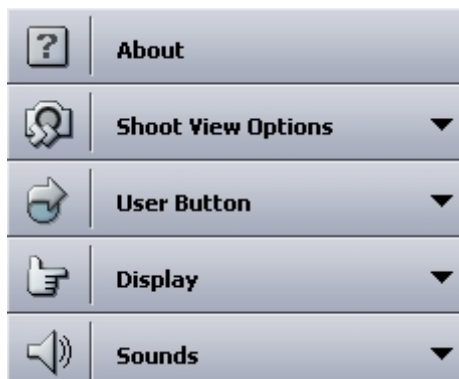 ?
About
Shoot View Options
User Button
Display
Sounds